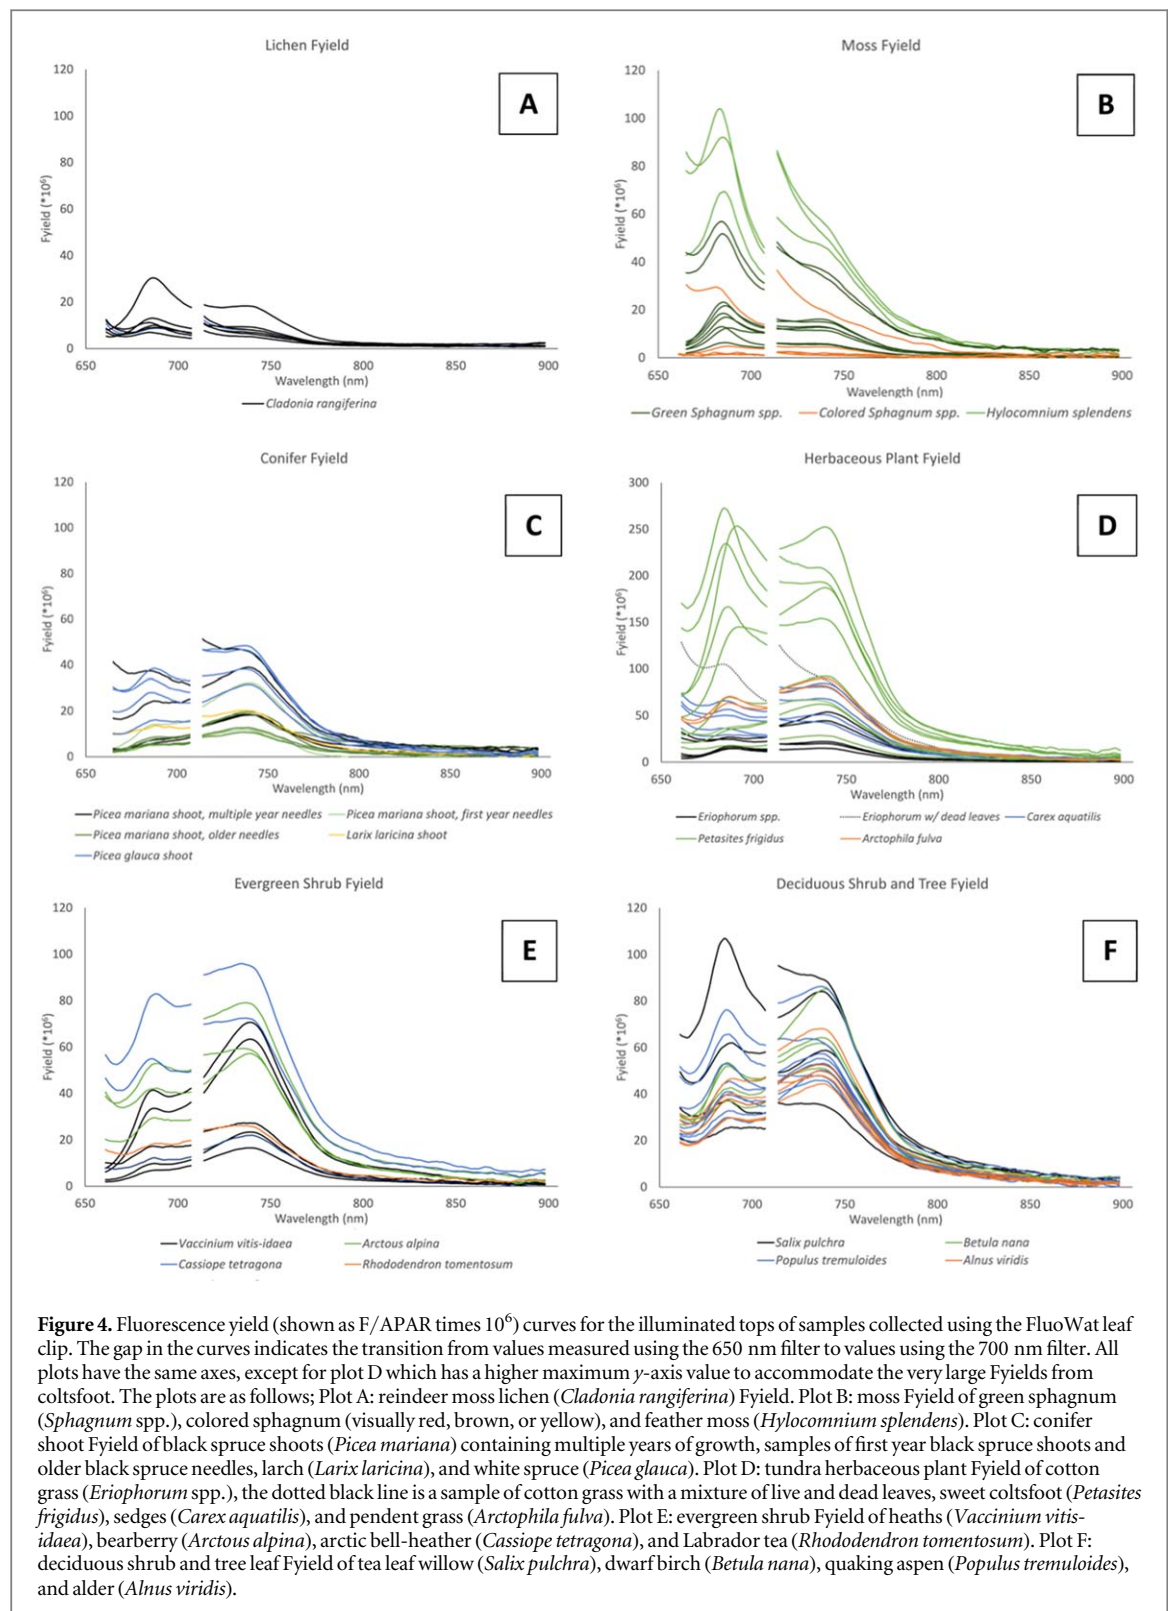 Lichen Fyield
A
120
100
80
60
40
20
0
Fyield (*10⁶)
650 700 750 800 850 900
Wavelength (nm)
Cladonia rangiferina
Moss Fyield
B
120
100
80
60
40
20
0
Fyield (*10⁶)
650 700 750 800 850 900
Wavelength (nm)
Green Sphagnum spp. Colored Sphagnum spp. Hylocomnium splendens
Conifer Fyield
C
120
100
80
60
40
20
0
Fyield (*10⁶)
650 700 750 800 850 900
Wavelength (nm)
Picea mariana shoot, multiple year needles Picea mariana shoot, first year needles
Picea mariana shoot, older needles Larix laricina shoot
Picea glauca shoot
Herbaceous Plant Fyield
D
300
250
200
150
100
50
0
Fyield (*10⁶)
650 700 750 800 850 900
Wavelength (nm)
Eriophorum spp. Eriophorum w/ dead leaves Carex aquatilis
Petasites frigidus Arctophila fulva
Evergreen Shrub Fyield
E
120
100
80
60
40
20
0
Fyield (*10⁶)
650 700 750 800 850 900
Wavelength (nm)
Vaccinium vitis-idaea Arctous alpina
Cassiope tetragona Rhododendron tomentosum
Deciduous Shrub and Tree Fyield
F
120
100
80
60
40
20
0
Fyield (*10⁶)
650 700 750 800 850 900
Wavelength (nm)
Salix pulchra Betula nana
Populus tremuloides Alnus viridis
Figure 4. Fluorescence yield (shown as F/APAR times 10⁶) curves for the illuminated tops of samples collected using the FluoWat leaf
clip. The gap in the curves indicates the transition from values measured using the 650 nm filter to values using the 700 nm filter. All
plots have the same axes, except for plot D which has a higher maximum y-axis value to accommodate the very large Fyields from
coltsfoot. The plots are as follows; Plot A: reindeer moss lichen (Cladonia rangiferina) Fyield. Plot B: moss Fyield of green sphagnum
(Sphagnum spp.), colored sphagnum (visually red, brown, or yellow), and feather moss (Hylocomnium splendens). Plot C: conifer
shoot Fyield of black spruce shoots (Picea mariana) containing multiple years of growth, samples of first year black spruce shoots and
older black spruce needles, larch (Larix laricina), and white spruce (Picea glauca). Plot D: tundra herbaceous plant Fyield of cotton
grass (Eriophorum spp.), the dotted black line is a sample of cotton grass with a mixture of live and dead leaves, sweet coltsfoot (Petasites
frigidus), sedges (Carex aquatilis), and pendent grass (Arctophila fulva). Plot E: evergreen shrub Fyield of heaths (Vaccinium vitis-
idaea), bearberry (Arctous alpina), arctic bell-heather (Cassiope tetragona), and Labrador tea (Rhododendron tomentosum). Plot F:
deciduous shrub and tree leaf Fyield of tea leaf willow (Salix pulchra), dwarf birch (Betula nana), quaking aspen (Populus tremuloides),
and alder (Alnus viridis).